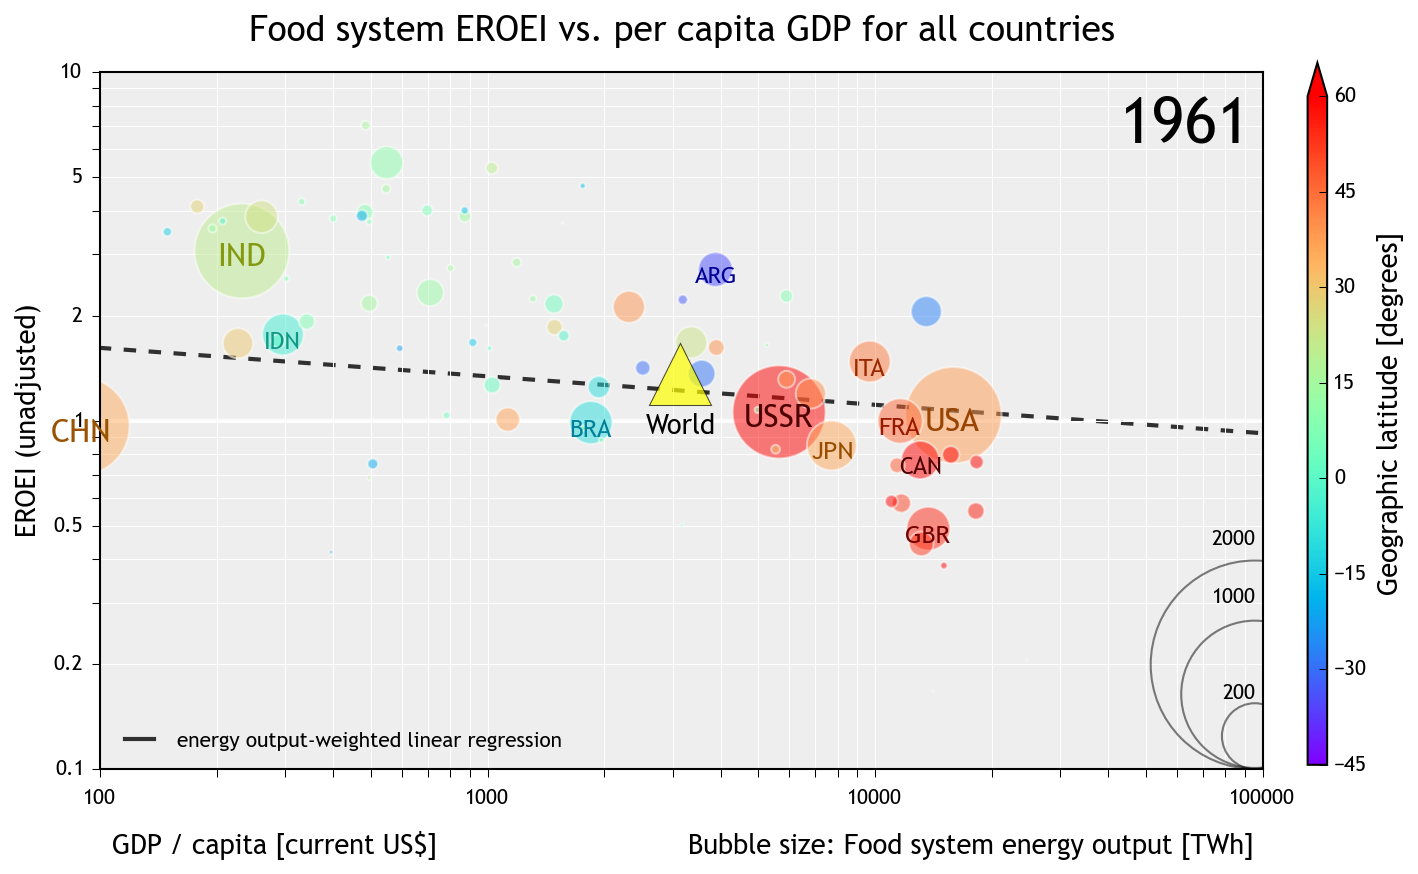 Food system EROEI vs. per capita GDP for all countries
1961
EROEI (unadjusted)
10
5
2
1
0.5
0.2
0.1
IND
ARG
IDN
ITA
CHN
World
BRA
USSR
USA
FRA
JPN
CAN
GBR
2000
1000
200
energy output-weighted linear regression
100
1000
10000
100000
GDP / capita [current US$]
Bubble size: Food system energy output [TWh]
60
45
30
15
0
−15
−30
−45
Geographic latitude [degrees]